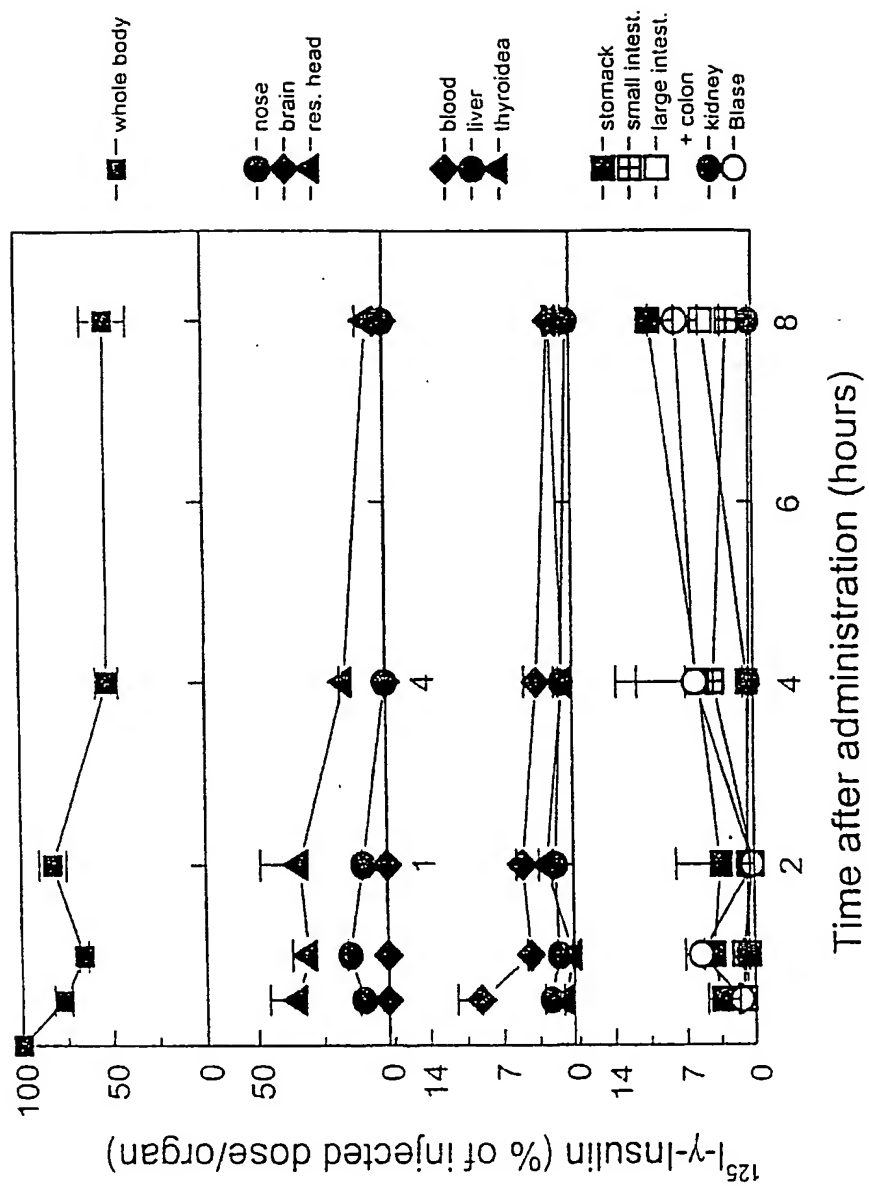 ¹²⁵I-γ-Insulin (% of injected dose/organ)
100
50
0
50
0
14
7
0
14
7
0
1
4
2
4
6
8
Time after administration (hours)
whole body
nose
brain
res. head
blood
liver
thyroidea
stomack
small intest.
large intest.
+ colon
kidney
Blase